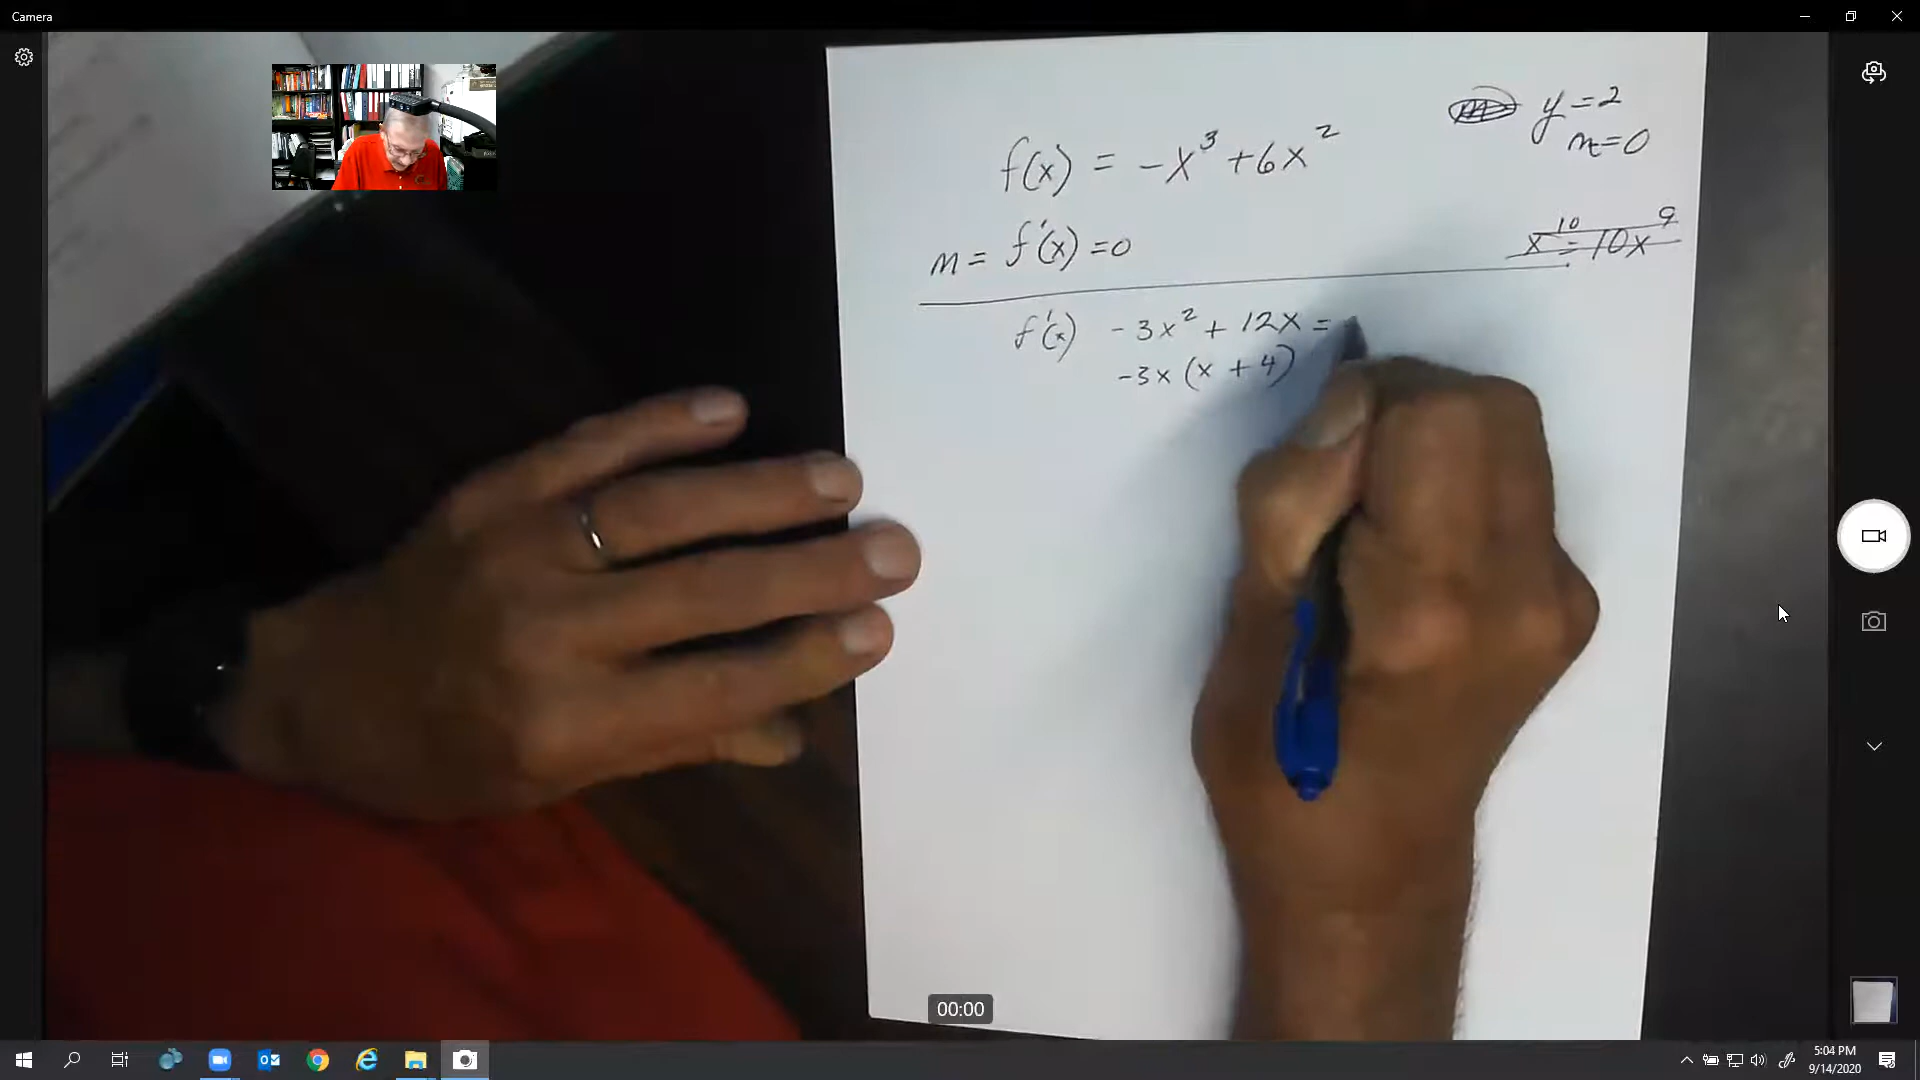 Camera
y = 2
m = 0
f(x) = -x³ + 6x²
x¹⁰ = 10x⁹
m = f'(x) = 0
f'(x) -3x² + 12x =
-3x (x + 4)
00:00
5:04 PM
9/14/2020